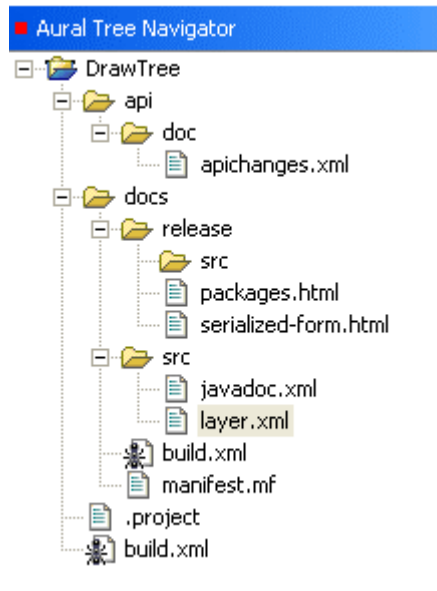 Aural Tree Navigator
DrawTree
api
doc
apichanges.xml
docs
release
src
packages.html
serialized-form.html
src
javadoc.xml
layer.xml
build.xml
manifest.mf
.project
build.xml